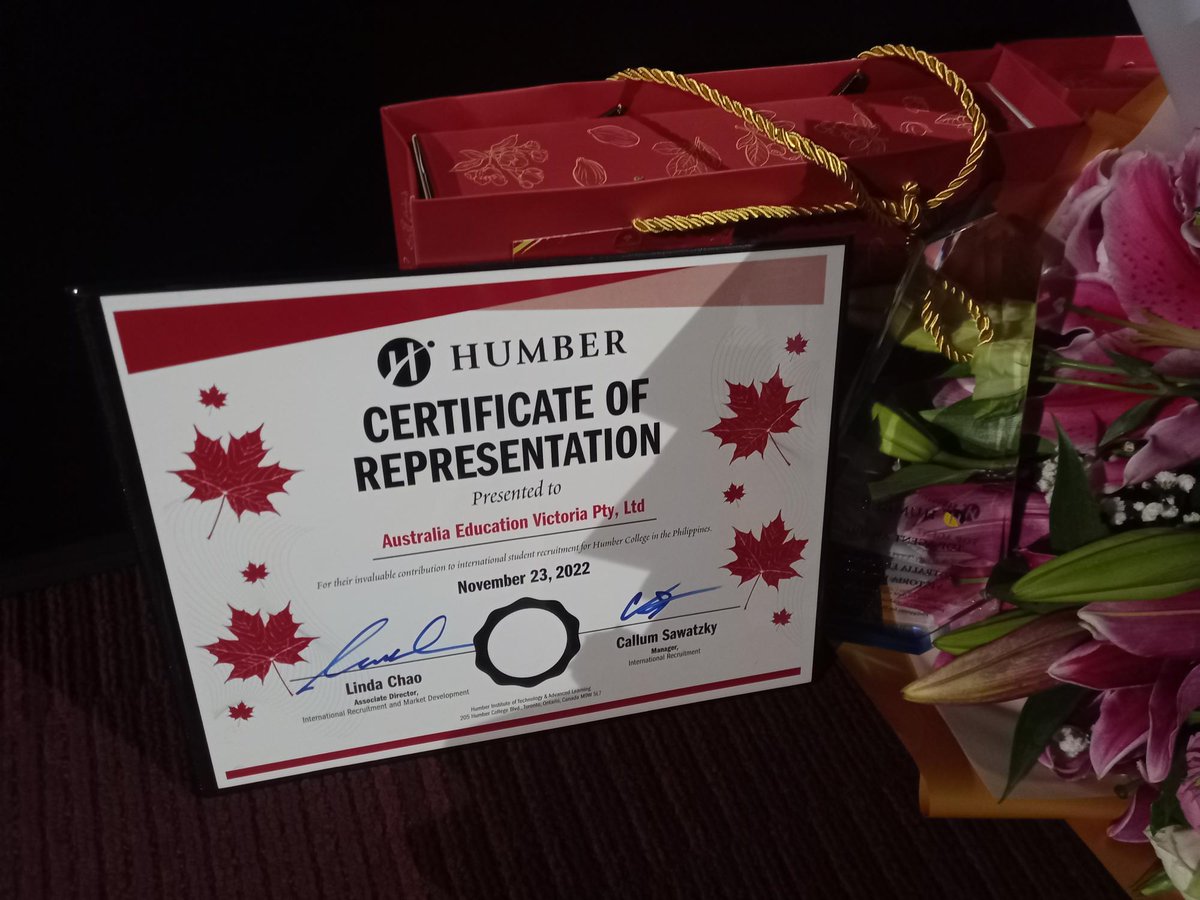 HUMBER
CERTIFICATE OF
REPRESENTATION
Presented to
Australia Education Victoria Pty, Ltd
For their invaluable contribution to international student recruitment for Humber College in the Philippines.
November 23, 2022
Linda Chao
Associate Director,
International Recruitment and Market Development
Callum Sawatzky
Manager,
International Recruitment
Humber Institute of Technology & Advanced Learning
205 Humber College Blvd., Toronto, Ontario, Canada M9W 5L7